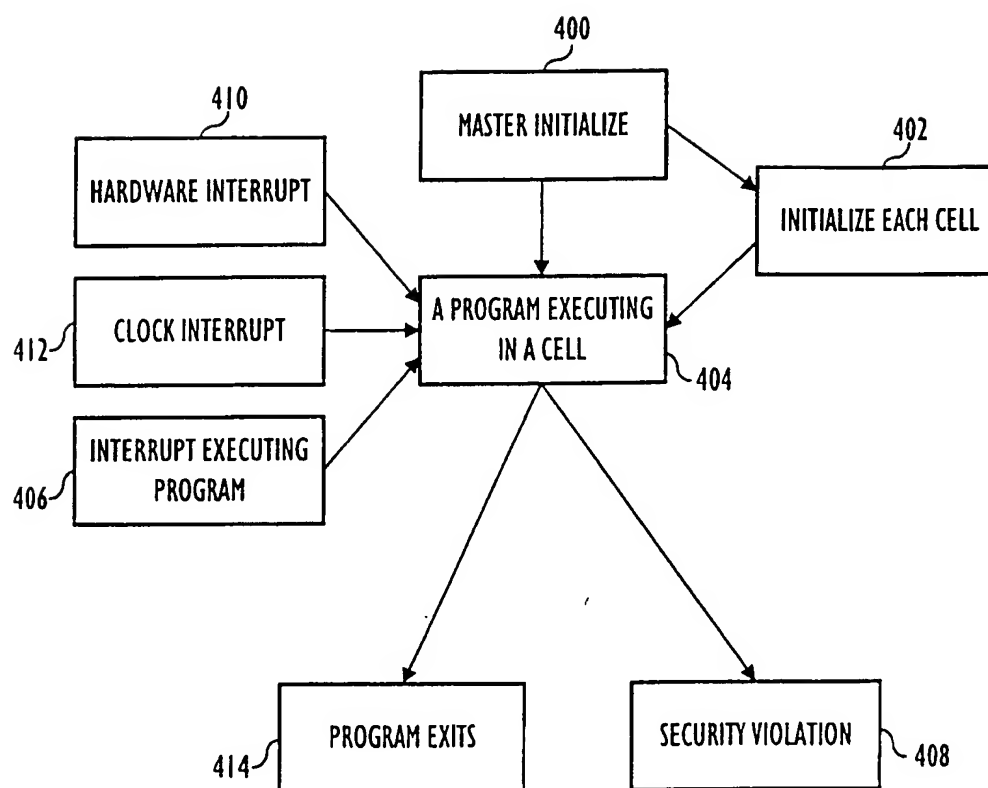 400
MASTER INITIALIZE
410
HARDWARE INTERRUPT
402
INITIALIZE EACH CELL
412
CLOCK INTERRUPT
A PROGRAM EXECUTING
IN A CELL
404
406
INTERRUPT EXECUTING
PROGRAM
414
PROGRAM EXITS
SECURITY VIOLATION
408